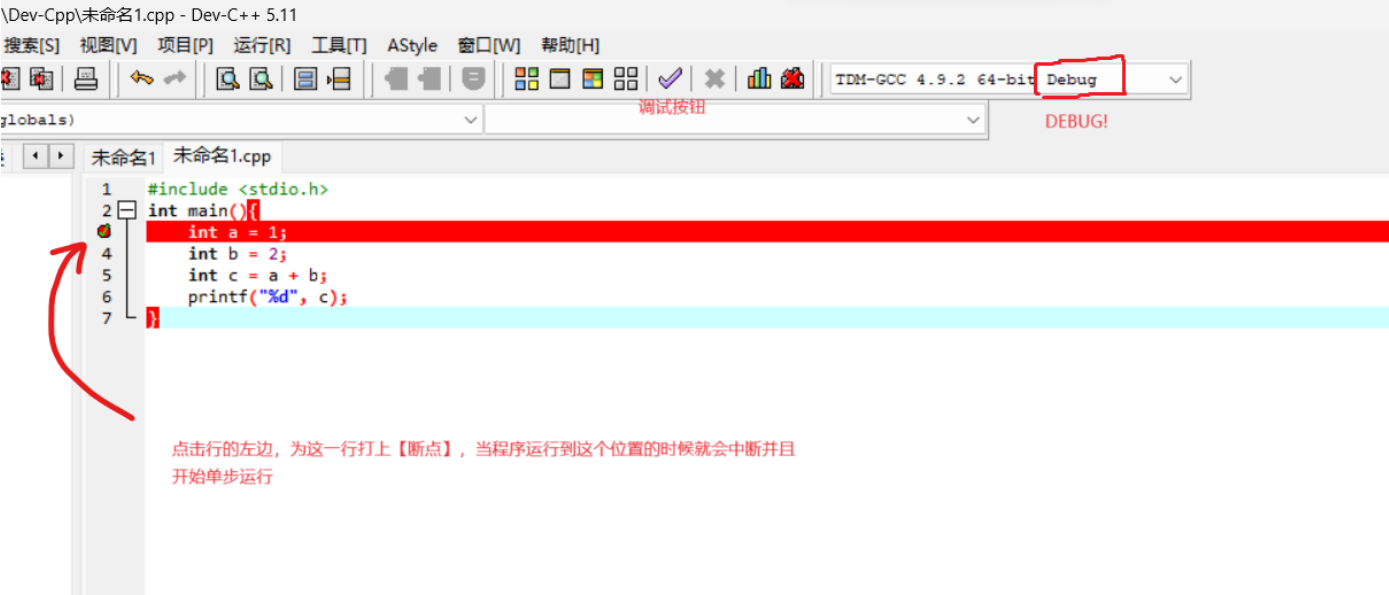 \Dev-Cpp\未命名1.cpp - Dev-C++ 5.11
搜索[S] 视图[V] 项目[P] 运行[R] 工具[T] AStyle 窗口[W] 帮助[H]
TDM-GCC 4.9.2 64-bit Debug
调试按钮
globals)
DEBUG!
未命名1 未命名1.cpp
1 #include <stdio.h>
2 int main(){
int a = 1;
4 int b = 2;
5 int c = a + b;
6 printf("%d", c);
7 }
点击行的左边，为这一行打上【断点】，当程序运行到这个位置的时候就会中断并且
开始单步运行